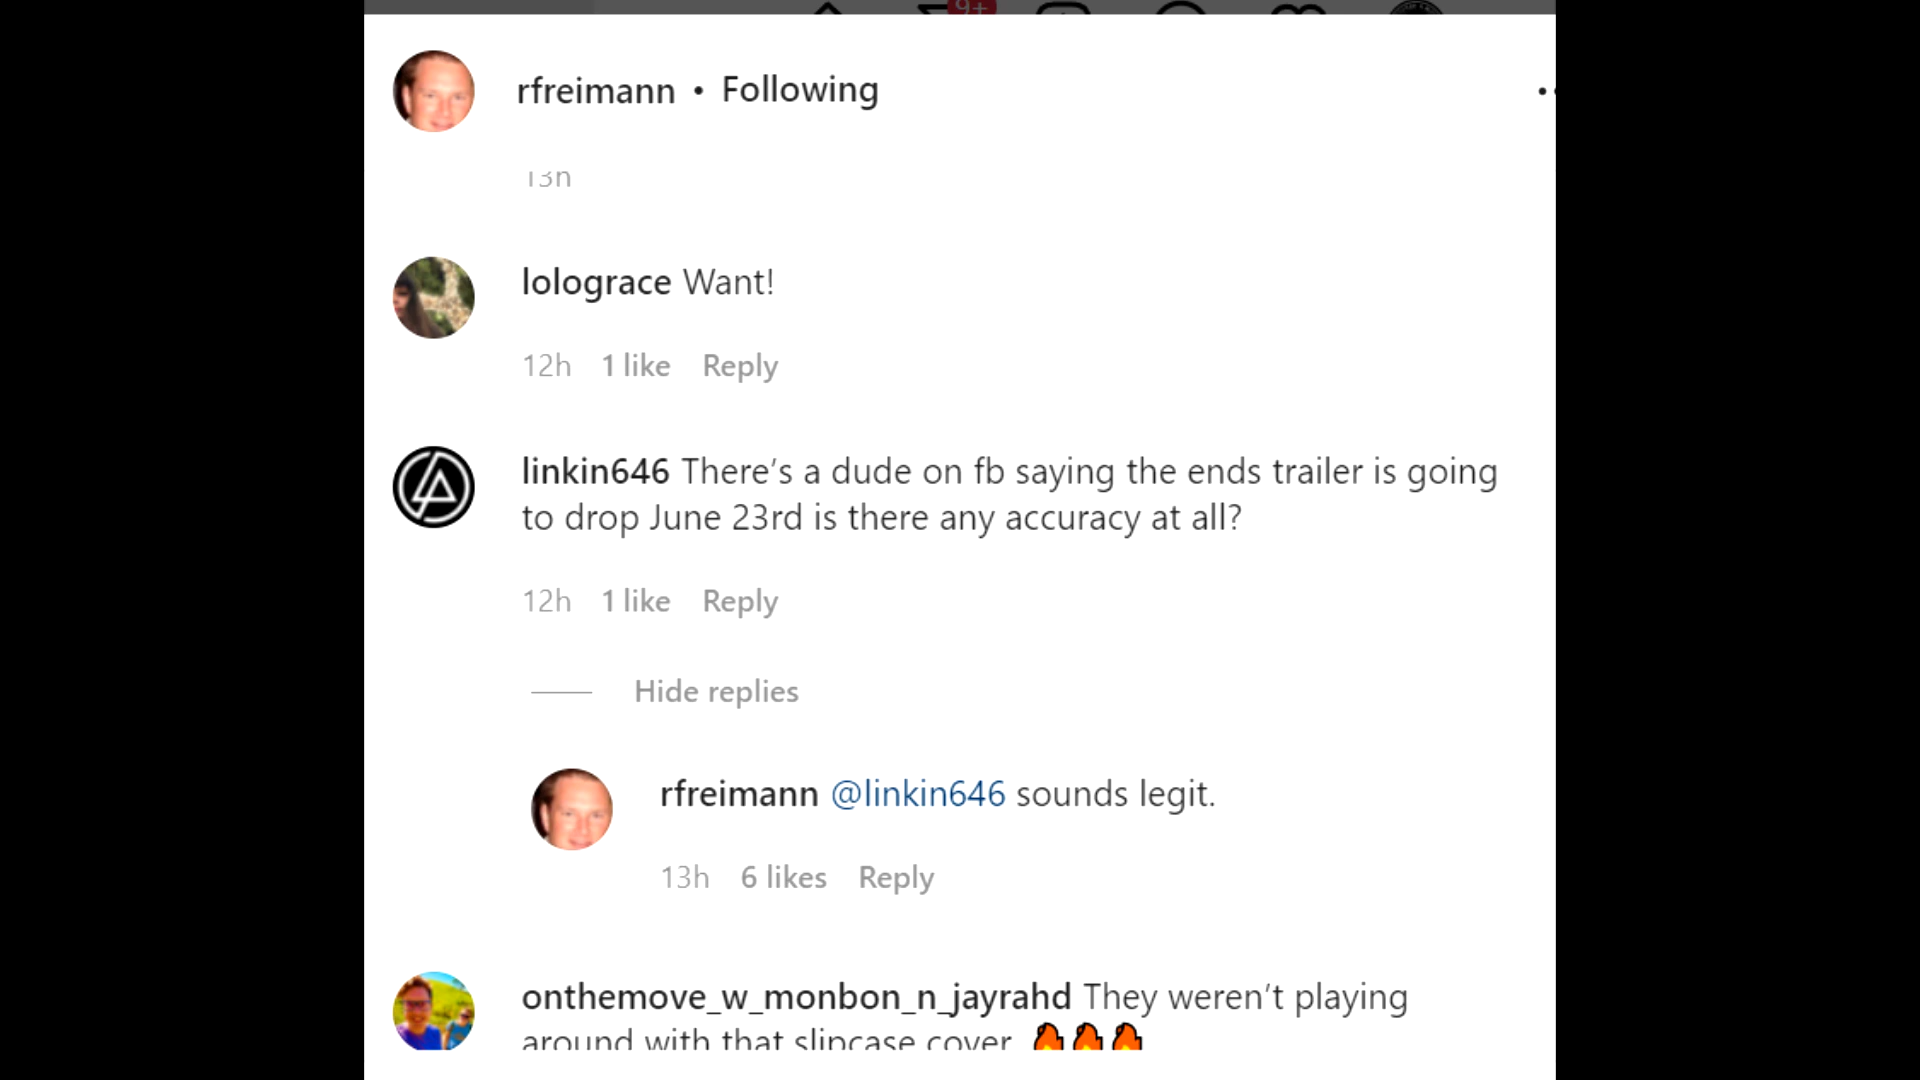 9+
rfreimann • Following
13h
lolograce Want!
12h 1 like Reply
linkin646 There’s a dude on fb saying the ends trailer is going
to drop June 23rd is there any accuracy at all?
12h 1 like Reply
Hide replies
rfreimann @linkin646 sounds legit.
13h 6 likes Reply
onthemove_w_monbon_n_jayrahd They weren’t playing
around with that slipcase cover 🔥🔥🔥